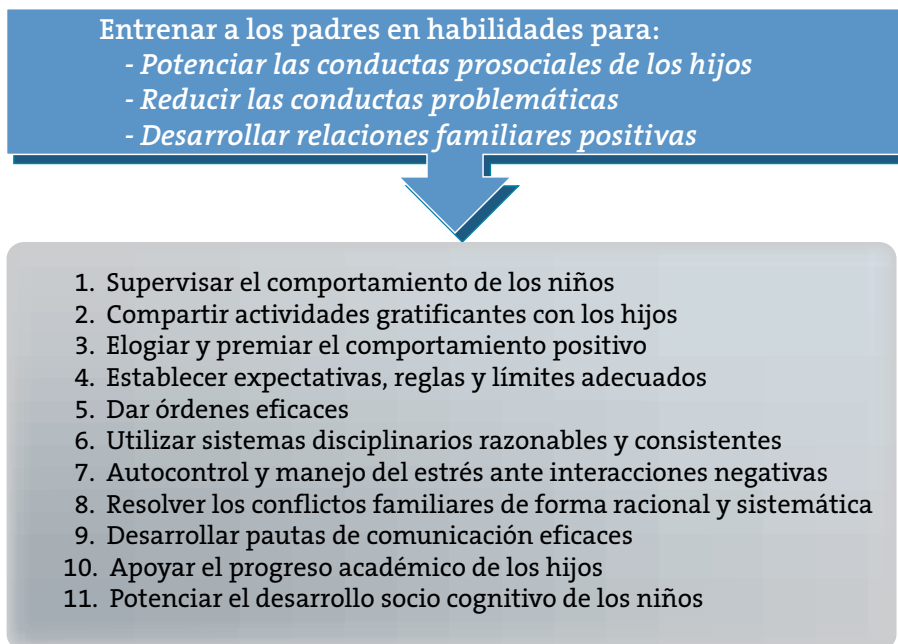 Entrenar a los padres en habilidades para:
- Potenciar las conductas prosociales de los hijos
- Reducir las conductas problemáticas
- Desarrollar relaciones familiares positivas
1. Supervisar el comportamiento de los niños
2. Compartir actividades gratificantes con los hijos
3. Elogiar y premiar el comportamiento positivo
4. Establecer expectativas, reglas y límites adecuados
5. Dar órdenes eficaces
6. Utilizar sistemas disciplinarios razonables y consistentes
7. Autocontrol y manejo del estrés ante interacciones negativas
8. Resolver los conflictos familiares de forma racional y sistemática
9. Desarrollar pautas de comunicación eficaces
10. Apoyar el progreso académico de los hijos
11. Potenciar el desarrollo socio cognitivo de los niños